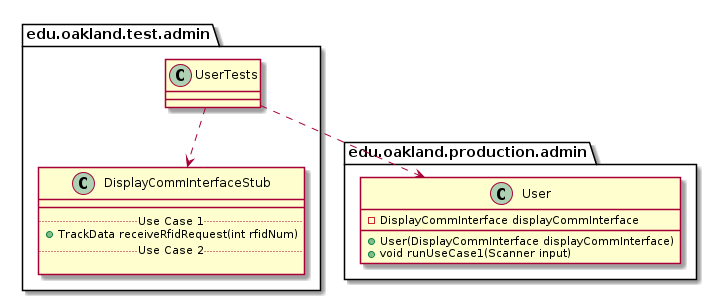 edu.oakland.test.admin
C UserTests
C DisplayCommInterfaceStub
Use Case 1
TrackData receiveRfidRequest(int rfidNum)
Use Case 2
edu.oakland.production.admin
C User
DisplayCommInterface displayCommInterface
User(DisplayCommInterface displayCommInterface)
void runUseCase1(Scanner input)